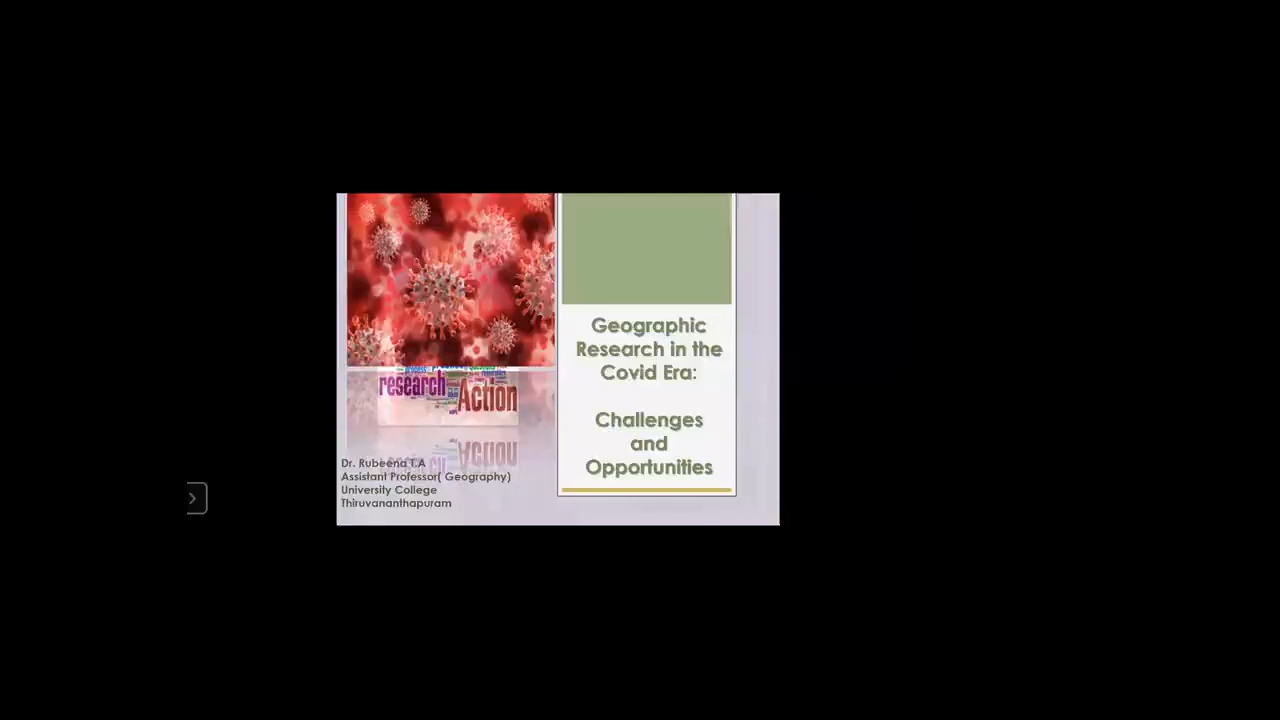 Geographic
Research in the
Covid Era:
Challenges
and
Opportunities
research
Action
Dr. Rubeena T.A
Assistant Professor( Geography)
University College
Thiruvananthapuram